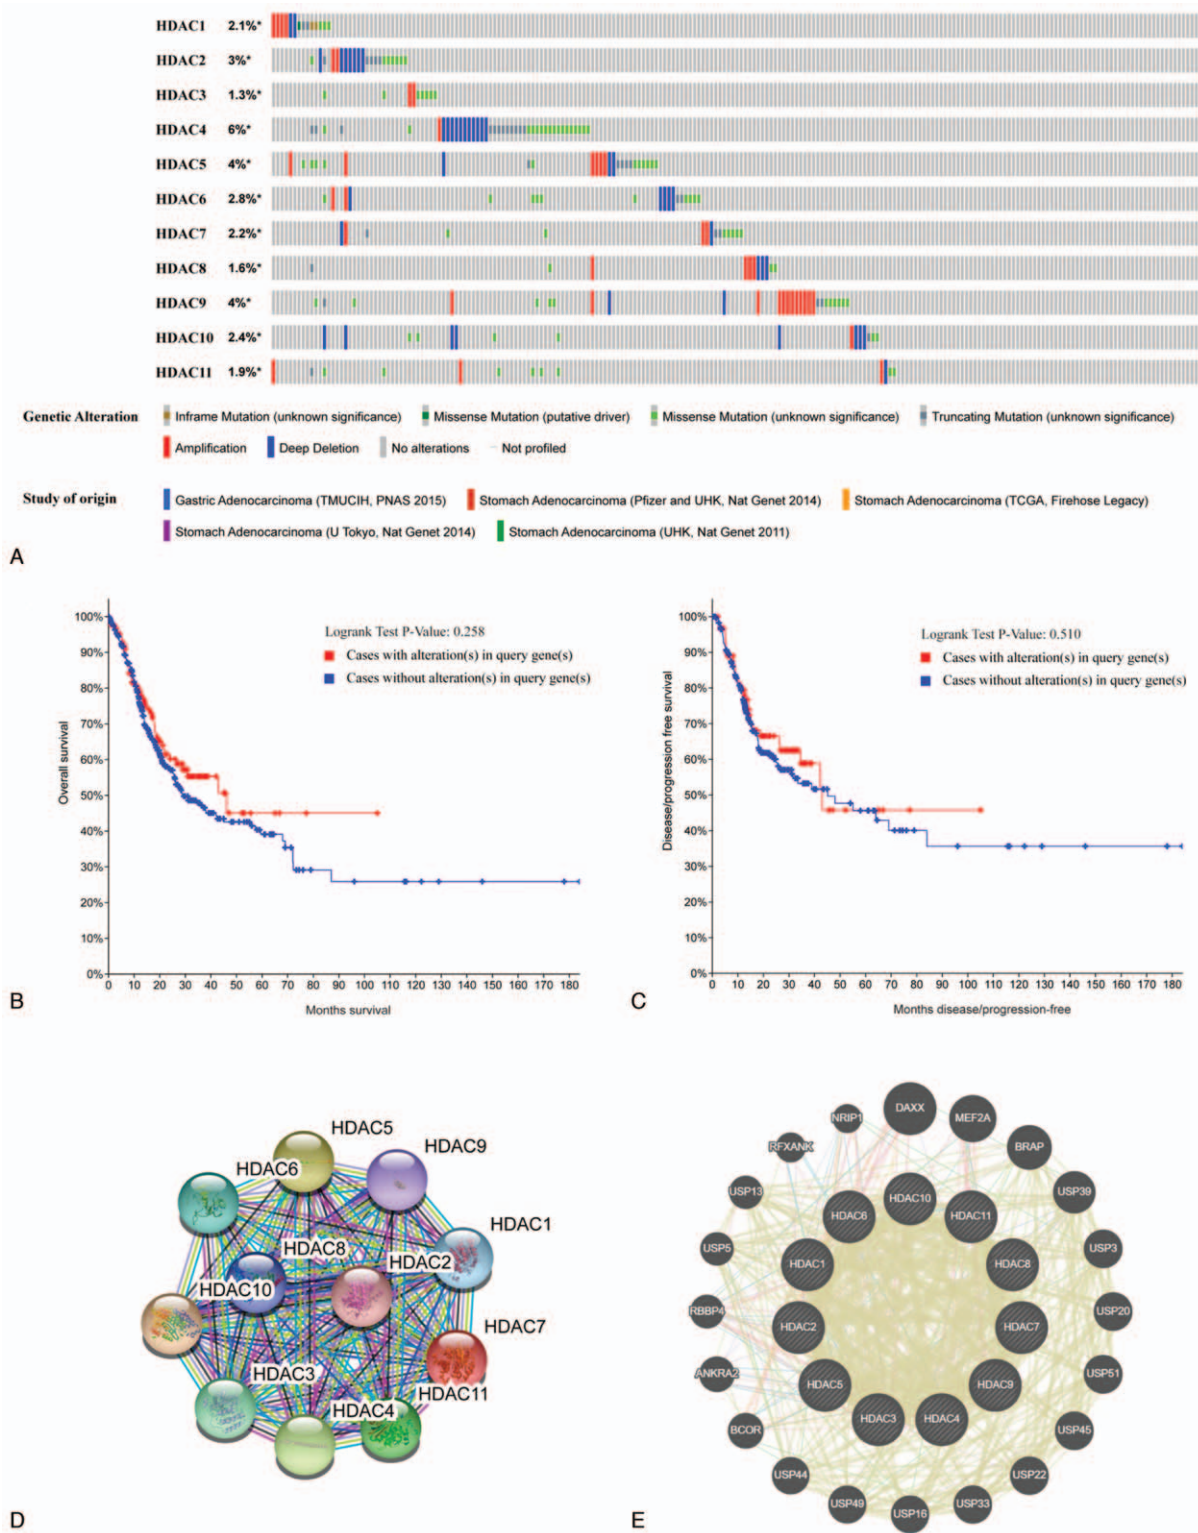 HDAC1 2.1%*
HDAC2 3%*
HDAC3 1.3%*
HDAC4 6%*
HDAC5 4%*
HDAC6 2.8%*
HDAC7 2.2%*
HDAC8 1.6%*
HDAC9 4%*
HDAC10 2.4%*
HDAC11 1.9%*
Genetic Alteration Inframe Mutation (unknown significance) Missense Mutation (putative driver) Missense Mutation (unknown significance) Truncating Mutation (unknown significance)
Amplification Deep Deletion No alterations Not profiled
Study of origin Gastric Adenocarcinoma (TMUCIH, PNAS 2015) Stomach Adenocarcinoma (Pfizer and UHK, Nat Genet 2014) Stomach Adenocarcinoma (TCGA, Firehose Legacy)
Stomach Adenocarcinoma (U Tokyo, Nat Genet 2014) Stomach Adenocarcinoma (UHK, Nat Genet 2011)
A
Overall survival
100%
90%
80%
70%
60%
50%
40%
30%
20%
10%
0%
Logrank Test P-Value: 0.258
Cases with alteration(s) in query gene(s)
Cases without alteration(s) in query gene(s)
0 10 20 30 40 50 60 70 80 90 100 110 120 130 140 150 160 170 180
Months survival
B
Disease/progression free survival
100%
90%
80%
70%
60%
50%
40%
30%
20%
10%
0%
Logrank Test P-Value: 0.510
Cases with alteration(s) in query gene(s)
Cases without alteration(s) in query gene(s)
0 10 20 30 40 50 60 70 80 90 100 110 120 130 140 150 160 170 180
Months disease/progression-free
C
HDAC5
HDAC9
HDAC6
HDAC1
HDAC8
HDAC2
HDAC10
HDAC7
HDAC3
HDAC11
HDAC4
D
DAXX
NRIP1
MEF2A
RFXANK
BRAP
USP13
USP39
HDAC10
HDAC6
HDAC11
USP5
USP3
HDAC1
HDAC8
RBBP4
USP20
HDAC2
HDAC7
ANKRA2
USP51
HDAC5
HDAC9
HDAC3
HDAC4
BCOR
USP45
USP44
USP22
USP49
USP33
USP16
E